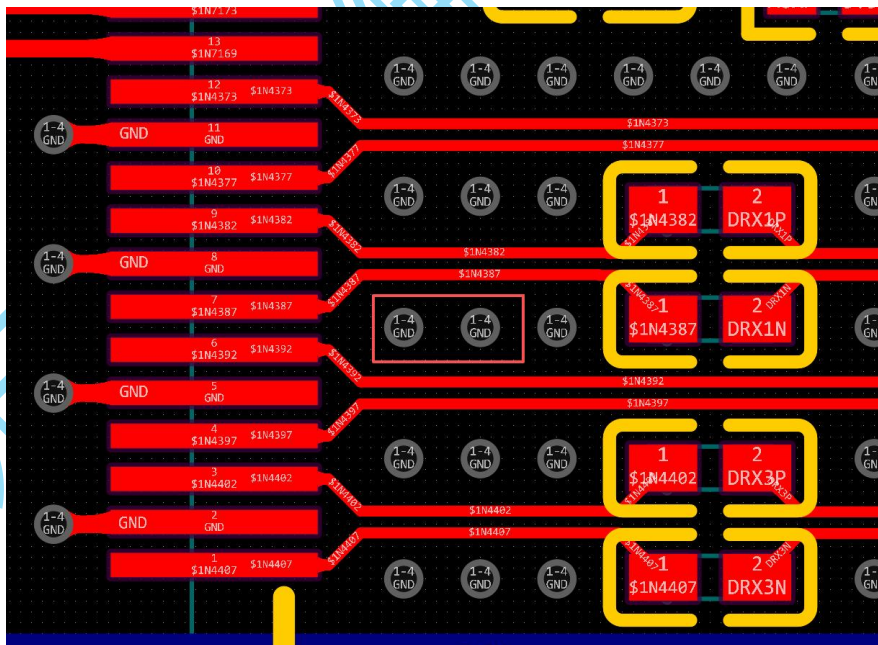 $1N7173
13
$1N7169
12
$1N4373
$1N4373
$1N4373
$1N4373
1-4
GND
1-4
GND
1-4
GND
1-4
GND
1-4
GND
1-4
GND
1-4
GND
GND
11
GND
10
$1N4377
$1N4377
$1N4377
$1N4377
9
$1N4382
$1N4382
$1N4382
$1N4382
1-4
GND
1-4
GND
1-4
GND
1
$1N4382
2
DRX1P
DRX1P
1-4
GND
GND
8
GND
7
$1N4387
$1N4387
$1N4387
$1N4387
1-4
GND
1-4
GND
1-4
GND
$1N4387
1
$1N4387
2
DRX1N
DRX1N
6
$1N4392
$1N4392
$1N4392
$1N4392
1-4
GND
GND
5
GND
4
$1N4397
$1N4397
$1N4397
$1N4397
3
$1N4402
$1N4402
$1N4402
$1N4402
1-4
GND
1-4
GND
1-4
GND
1
$1N4402
2
DRX3P
DRX3P
1-4
GND
GND
2
GND
1
$1N4407
$1N4407
$1N4407
$1N4407
1-4
GND
1-4
GND
1-4
GND
$1N4407
1
$1N4407
2
DRX3N
DRX3N